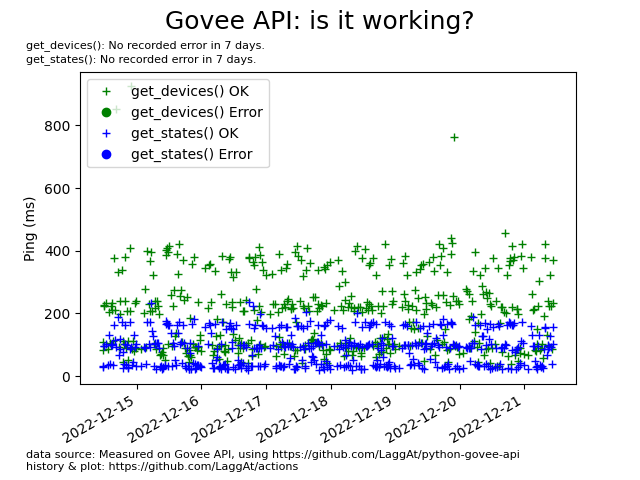 Govee API: is it working?
get_devices(): No recorded error in 7 days.
get_states(): No recorded error in 7 days.
get_devices() OK
get_devices() Error
get_states() OK
get_states() Error
Ping (ms)
800
600
400
200
0
2022-12-15
2022-12-16
2022-12-17
2022-12-18
2022-12-19
2022-12-20
2022-12-21
data source: Measured on Govee API, using https://github.com/LaggAt/python-govee-api
history & plot: https://github.com/LaggAt/actions